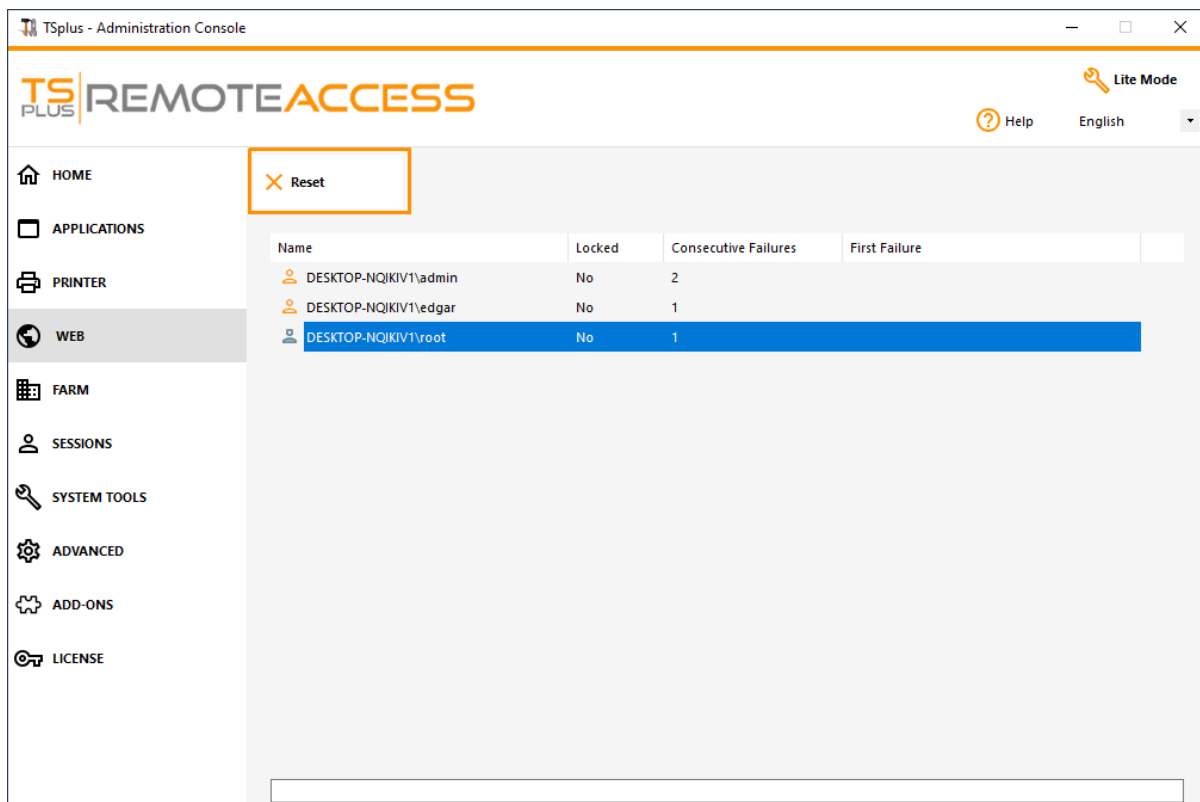 TSplus - Administration Console
TS PLUS REMOTEACCESS
Lite Mode
Help English
HOME
APPLICATIONS
PRINTER
WEB
FARM
SESSIONS
SYSTEM TOOLS
ADVANCED
ADD-ONS
LICENSE
Reset
Name Locked Consecutive Failures First Failure
DESKTOP-NQIKIV1\admin No 2
DESKTOP-NQIKIV1\edgar No 1
DESKTOP-NQIKIV1\root No 1